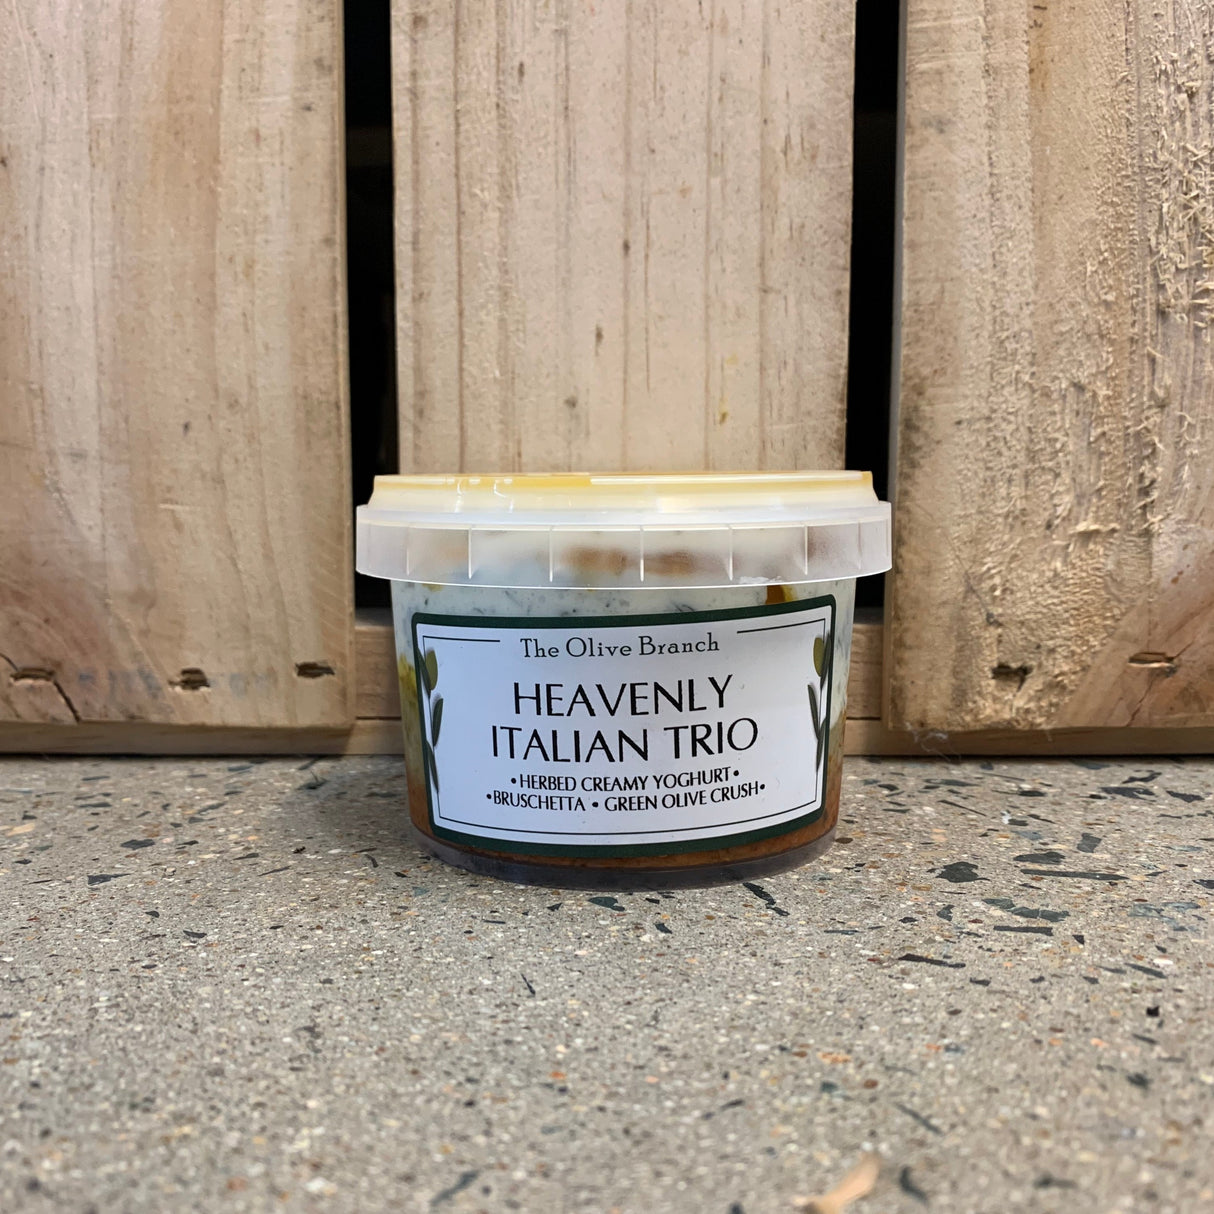 The Olive Branch
HEAVENLY
ITALIAN TRIO
•HERBED CREAMY YOGHURT•
•BRUSCHETTA • GREEN OLIVE CRUSH•